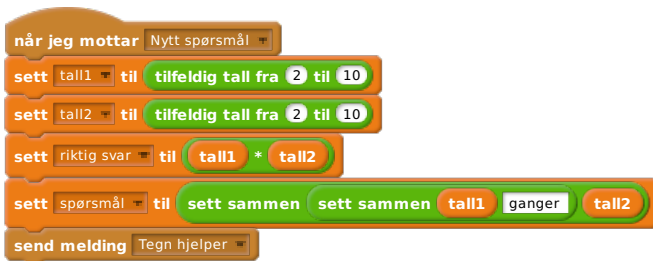 når jeg mottar Nytt spørsmål
sett tall1 til tilfeldig tall fra 2 til 10
sett tall2 til tilfeldig tall fra 2 til 10
sett riktig svar til tall1 * tall2
sett spørsmål til sett sammen sett sammen tall1 ganger tall2
send melding Tegn hjelper